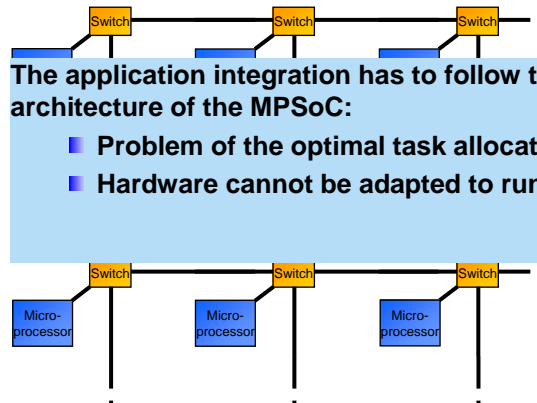 Switch Switch Switch
The application integration has to follow t
architecture of the MPSoC:
Problem of the optimal task allocat
Hardware cannot be adapted to run
Switch Switch Switch
Micro- Micro- Micro-
processor processor processor